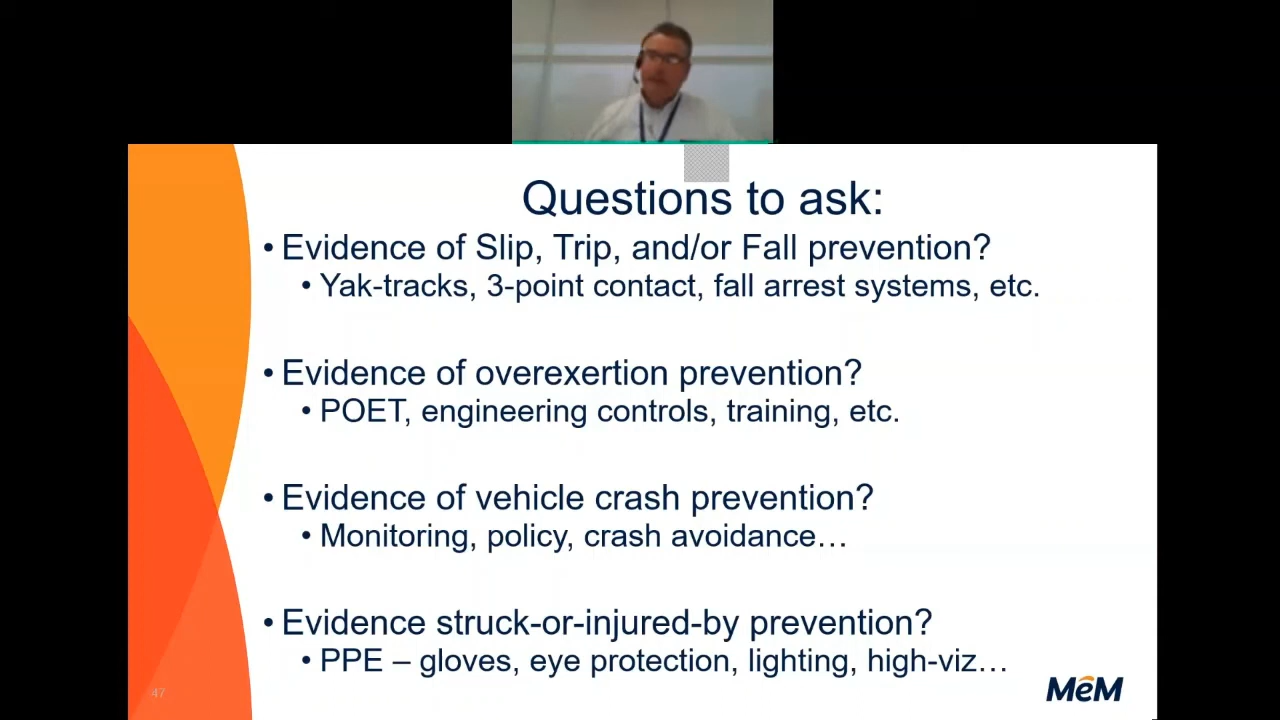 Questions to ask:
• Evidence of Slip, Trip, and/or Fall prevention?
• Yak-tracks, 3-point contact, fall arrest systems, etc.
• Evidence of overexertion prevention?
• POET, engineering controls, training, etc.
• Evidence of vehicle crash prevention?
• Monitoring, policy, crash avoidance…
• Evidence struck-or-injured-by prevention?
• PPE – gloves, eye protection, lighting, high-viz…
47
MêM